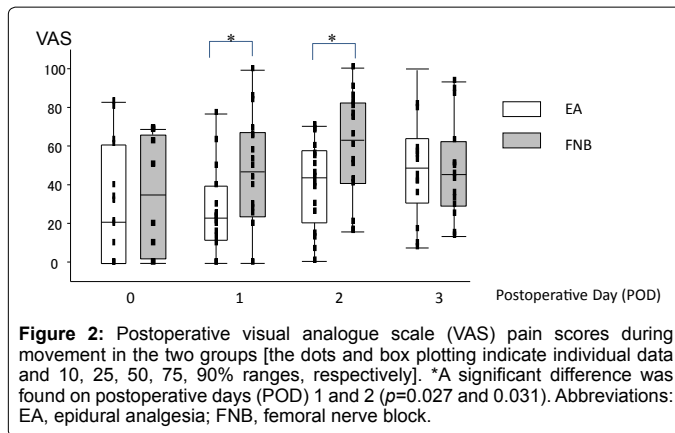 VAS
* *
100
80
60
40
20
0
EA
FNB
0 1 2 3 Postoperative Day (POD)
Figure 2: Postoperative visual analogue scale (VAS) pain scores during
movement in the two groups [the dots and box plotting indicate individual data
and 10, 25, 50, 75, 90% ranges, respectively]. *A significant difference was
found on postoperative days (POD) 1 and 2 (p=0.027 and 0.031). Abbreviations:
EA, epidural analgesia; FNB, femoral nerve block.